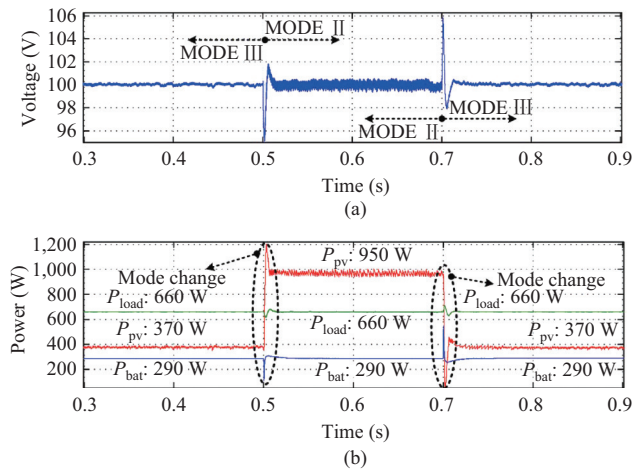 106
104
102
100
98
96
Voltage (V)
MODE Ⅱ
MODE Ⅲ
MODE Ⅲ
MODE Ⅱ
0.3 0.4 0.5 0.6 0.7 0.8 0.9
Time (s)
(a)
1,200
1,000
800
600
400
200
Power (W)
Mode change
Ppv: 950 W
Mode change
Pload: 660 W
Pload: 660 W
Pload: 660 W
Ppv: 370 W
Ppv: 370 W
Pbat: 290 W
Pbat: 290 W
Pbat: 290 W
0.3 0.4 0.5 0.6 0.7 0.8 0.9
Time (s)
(b)